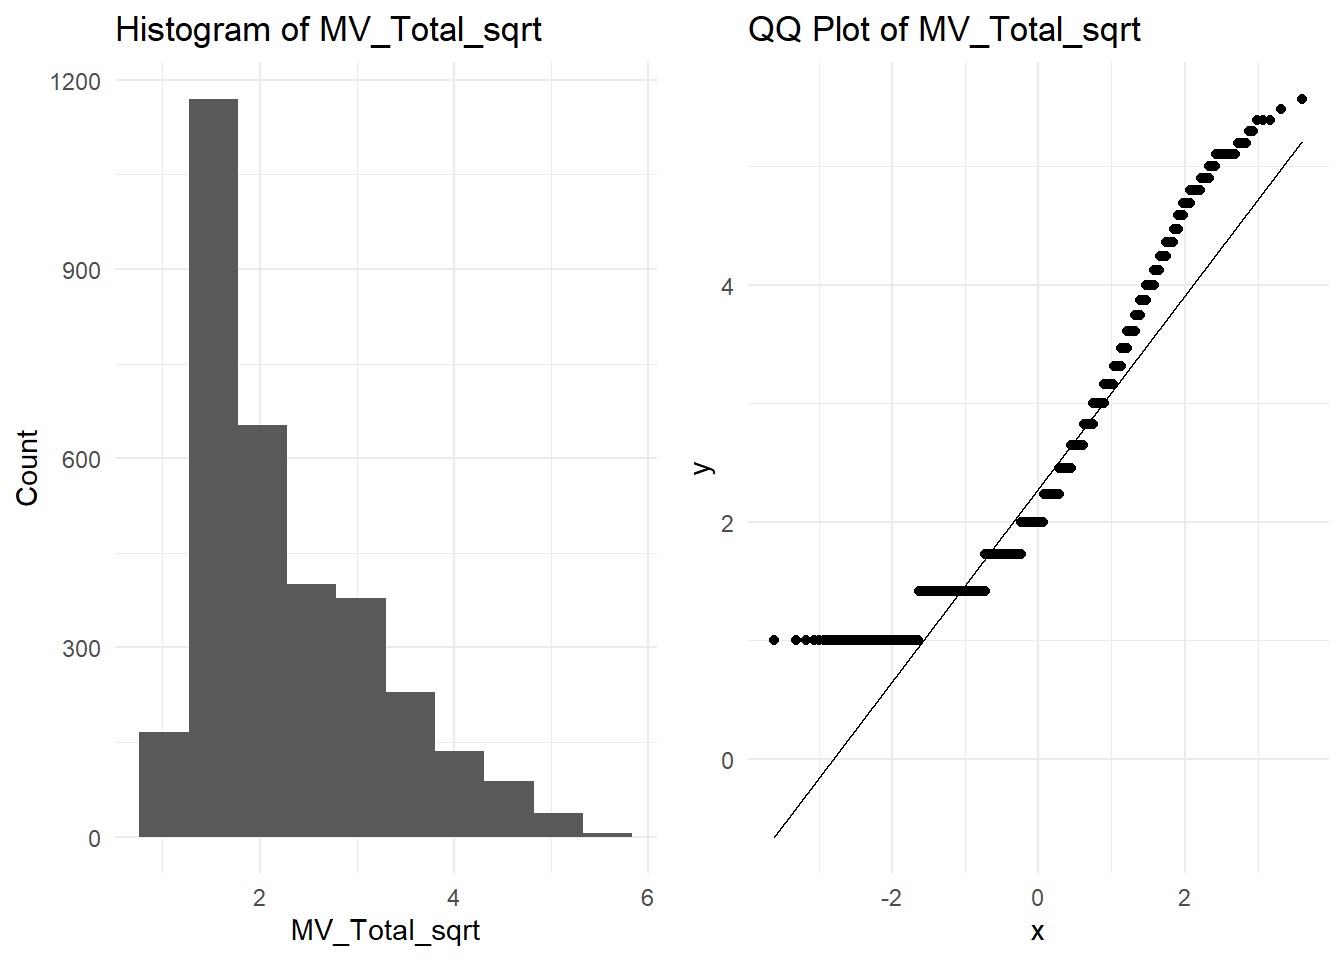 Histogram of MV_Total_sqrt
1200
900
600
300
0
Count
2 4 6
MV_Total_sqrt
QQ Plot of MV_Total_sqrt
4
2
0
y
-2 0 2
x